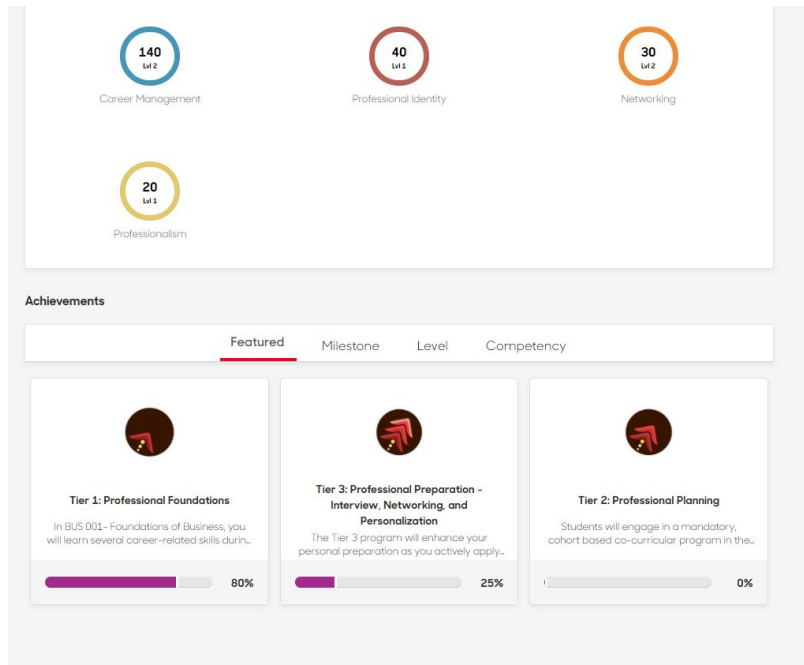 140
Lvl 2
Career Management
40
Lvl 1
Professional Identity
30
Lvl 2
Networking
20
Lvl 1
Professionalism
Achievements
Featured Milestone Level Competency
Tier 1: Professional Foundations
In BUS 001- Foundations of Business, you
will learn several career-related skills durin...
80%
Tier 3: Professional Preparation -
Interview, Networking, and
Personalization
The Tier 3 program will enhance your
personal preparation as you actively apply...
25%
Tier 2: Professional Planning
Students will engage in a mandatory,
cohort based co-curricular program in the...
0%